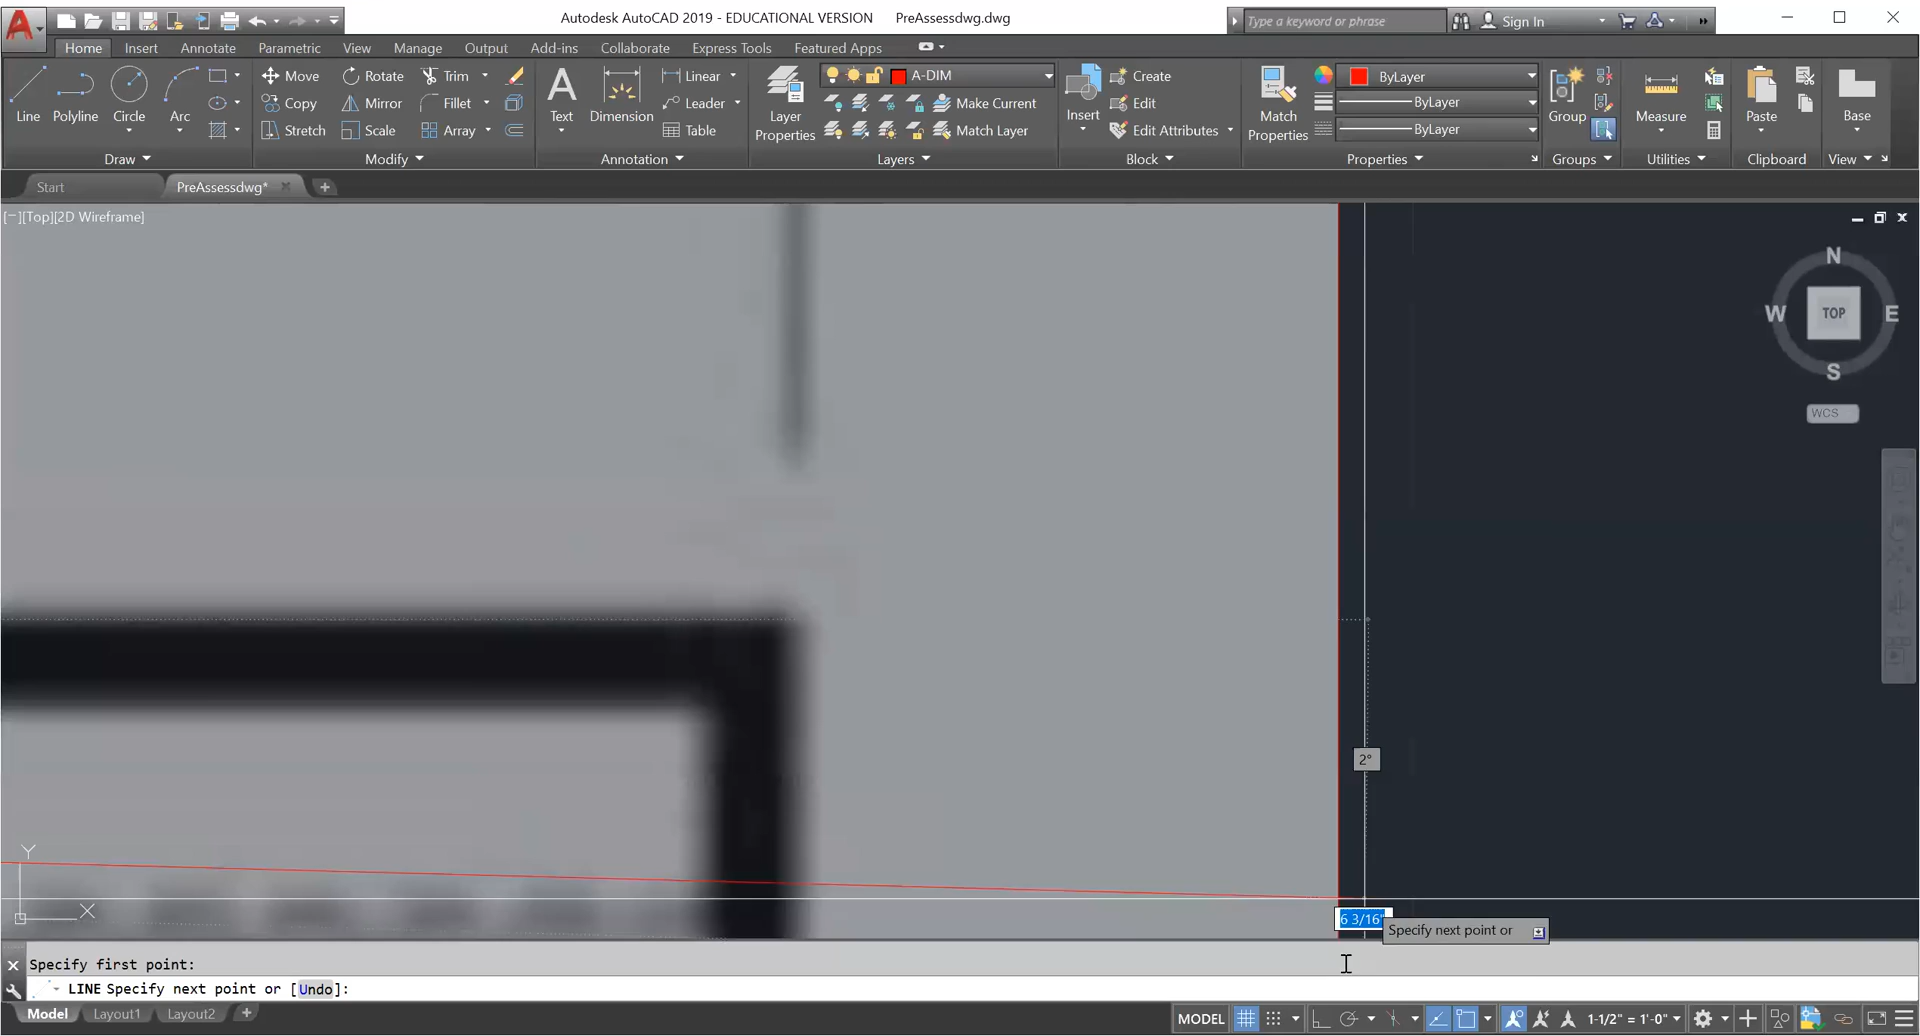 Autodesk AutoCAD 2019 - EDUCATIONAL VERSION PreAssessdwg.dwg
Type a keyword or phrase
Sign In
Home Insert Annotate Parametric View Manage Output Add-ins Collaborate Express Tools Featured Apps
Line Polyline Circle Arc
Move Rotate Trim
Copy Mirror Fillet
Stretch Scale Array
Text Dimension
Linear
Leader
Table
Layer Properties
A-DIM
Make Current
Match Layer
Insert
Create
Edit
Edit Attributes
Match Properties
ByLayer
ByLayer
ByLayer
Group
Measure
Paste
Base
Draw Modify Annotation Layers Block Properties Groups Utilities Clipboard View
Start PreAssessdwg*
[−][Top][2D Wireframe]
N
W TOP E
S
WCS
2°
Y
X
6 3/16"
Specify next point or
Specify first point:
LINE Specify next point or [Undo]:
Model Layout1 Layout2
MODEL
1-1/2" = 1'-0"